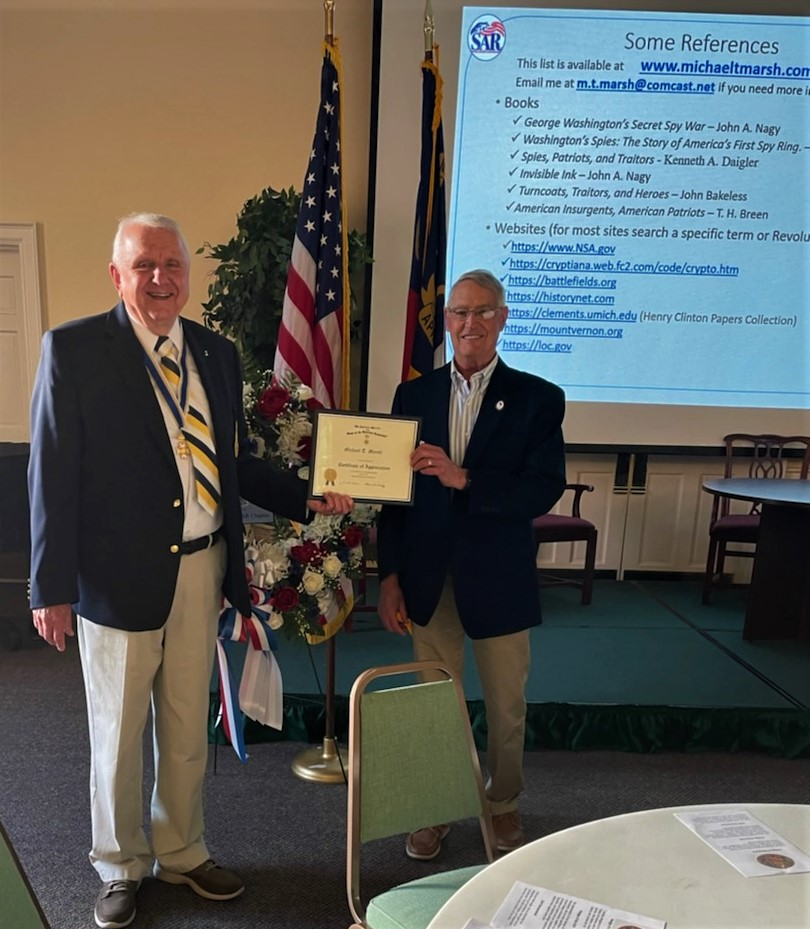 SAR
Some References
This list is available at www.michaeltmarsh.com
Email me at m.t.marsh@comcast.net if you need more
• Books
✓ George Washington's Secret Spy War – John A. Nagy
✓ Washington's Spies: The Story of America's First Spy Ring. –
✓ Spies, Patriots, and Traitors - Kenneth A. Daigler
✓ Invisible Ink – John A. Nagy
✓ Turncoats, Traitors, and Heroes – John Bakeless
✓ American Insurgents, American Patriots – T. H. Breen
• Websites (for most sites search a specific term or Revolu
✓ https://www.NSA.gov
✓ https://cryptiana.web.fc2.com/code/crypto.htm
✓ https://battlefields.org
https://historynet.com
https://clements.umich.edu (Henry Clinton Papers Collection)
https://mountvernon.org
https://loc.gov
Michael T. Marsh
Certificate of Appreciation